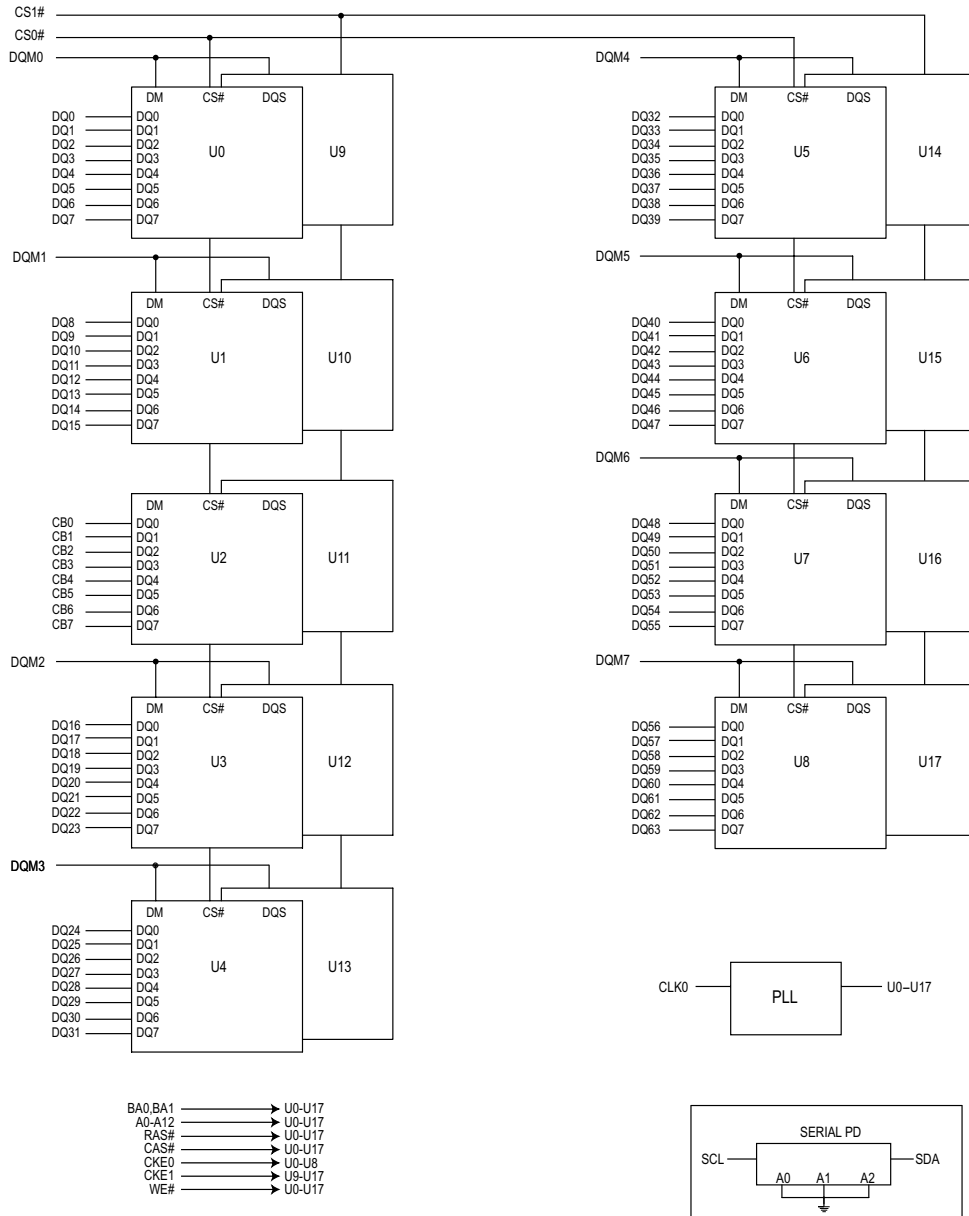 CS1#
CS0#
DQM0
DM CS# DQS
DQ0 DQ0
DQ1 DQ1
DQ2 DQ2
DQ3 DQ3
DQ4 DQ4
DQ5 DQ5
DQ6 DQ6
DQ7 DQ7
U0 U9
DQM1
DM CS# DQS
DQ8 DQ0
DQ9 DQ1
DQ10 DQ2
DQ11 DQ3
DQ12 DQ4
DQ13 DQ5
DQ14 DQ6
DQ15 DQ7
U1 U10
DM CS# DQS
CB0 DQ0
CB1 DQ1
CB2 DQ2
CB3 DQ3
CB4 DQ4
CB5 DQ5
CB6 DQ6
CB7 DQ7
U2 U11
DQM2
DM CS# DQS
DQ16 DQ0
DQ17 DQ1
DQ18 DQ2
DQ19 DQ3
DQ20 DQ4
DQ21 DQ5
DQ22 DQ6
DQ23 DQ7
U3 U12
DQM3
DM CS# DQS
DQ24 DQ0
DQ25 DQ1
DQ26 DQ2
DQ27 DQ3
DQ28 DQ4
DQ29 DQ5
DQ30 DQ6
DQ31 DQ7
U4 U13
DQM4
DM CS# DQS
DQ32 DQ0
DQ33 DQ1
DQ34 DQ2
DQ35 DQ3
DQ36 DQ4
DQ37 DQ5
DQ38 DQ6
DQ39 DQ7
U5 U14
DQM5
DM CS# DQS
DQ40 DQ0
DQ41 DQ1
DQ42 DQ2
DQ43 DQ3
DQ44 DQ4
DQ45 DQ5
DQ46 DQ6
DQ47 DQ7
U6 U15
DQM6
DM CS# DQS
DQ48 DQ0
DQ49 DQ1
DQ50 DQ2
DQ51 DQ3
DQ52 DQ4
DQ53 DQ5
DQ54 DQ6
DQ55 DQ7
U7 U16
DQM7
DM CS# DQS
DQ56 DQ0
DQ57 DQ1
DQ58 DQ2
DQ59 DQ3
DQ60 DQ4
DQ61 DQ5
DQ62 DQ6
DQ63 DQ7
U8 U17
CLK0 PLL U0–U17
BA0,BA1 U0-U17
A0-A12 U0-U17
RAS# U0-U17
CAS# U0-U17
CKE0 U0-U8
CKE1 U9-U17
WE# U0-U17
SERIAL PD
SCL SDA
A0 A1 A2